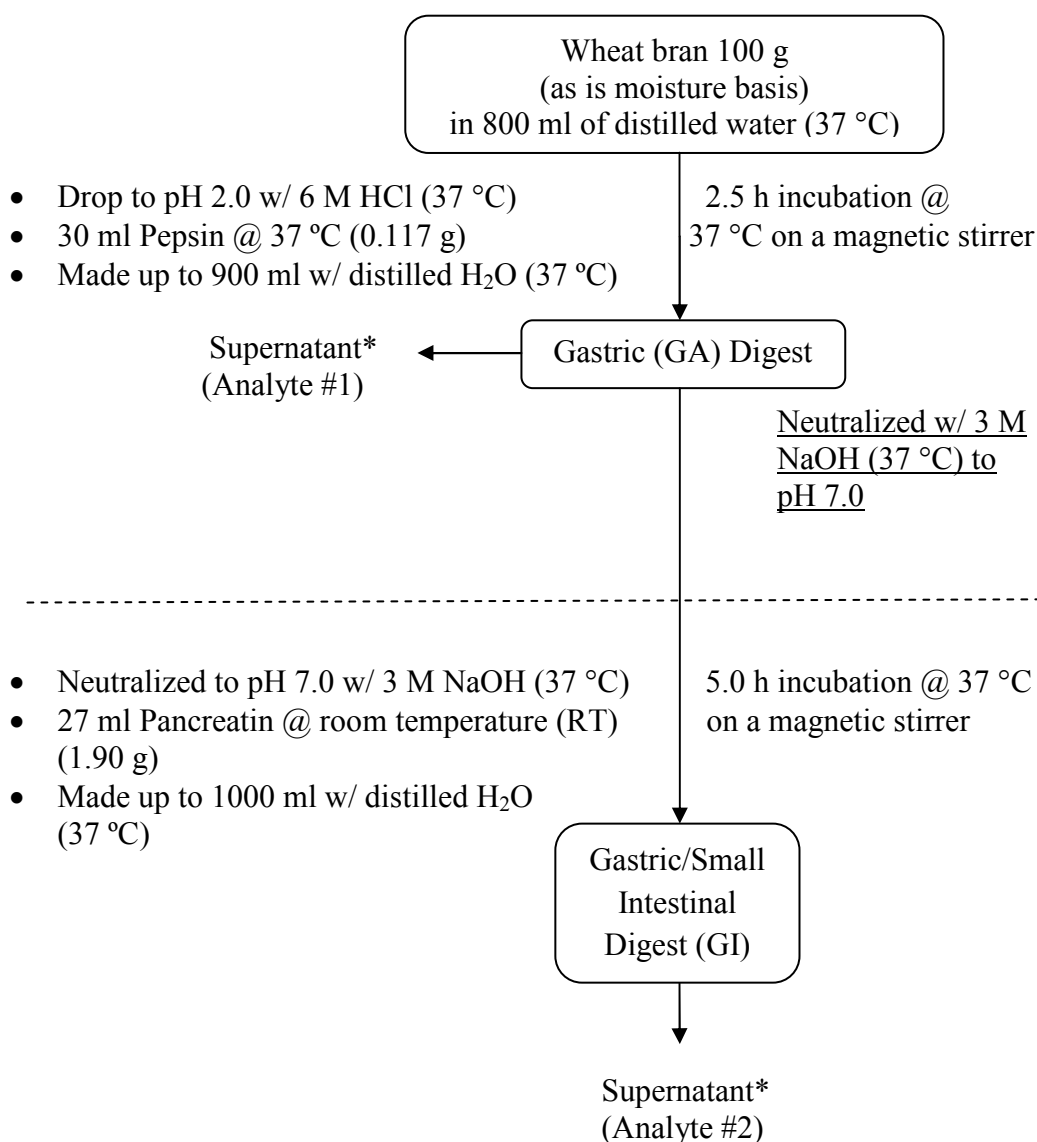 Wheat bran 100 g
(as is moisture basis)
in 800 ml of distilled water (37 °C)
• Drop to pH 2.0 w/ 6 M HCl (37 °C)
• 30 ml Pepsin @ 37 ºC (0.117 g)
• Made up to 900 ml w/ distilled H₂O (37 ºC)
2.5 h incubation @
37 °C on a magnetic stirrer
Supernatant*
(Analyte #1)
Gastric (GA) Digest
Neutralized w/ 3 M
NaOH (37 °C) to
pH 7.0
• Neutralized to pH 7.0 w/ 3 M NaOH (37 °C)
• 27 ml Pancreatin @ room temperature (RT)
(1.90 g)
• Made up to 1000 ml w/ distilled H₂O
(37 ºC)
5.0 h incubation @ 37 °C
on a magnetic stirrer
Gastric/Small
Intestinal
Digest (GI)
Supernatant*
(Analyte #2)